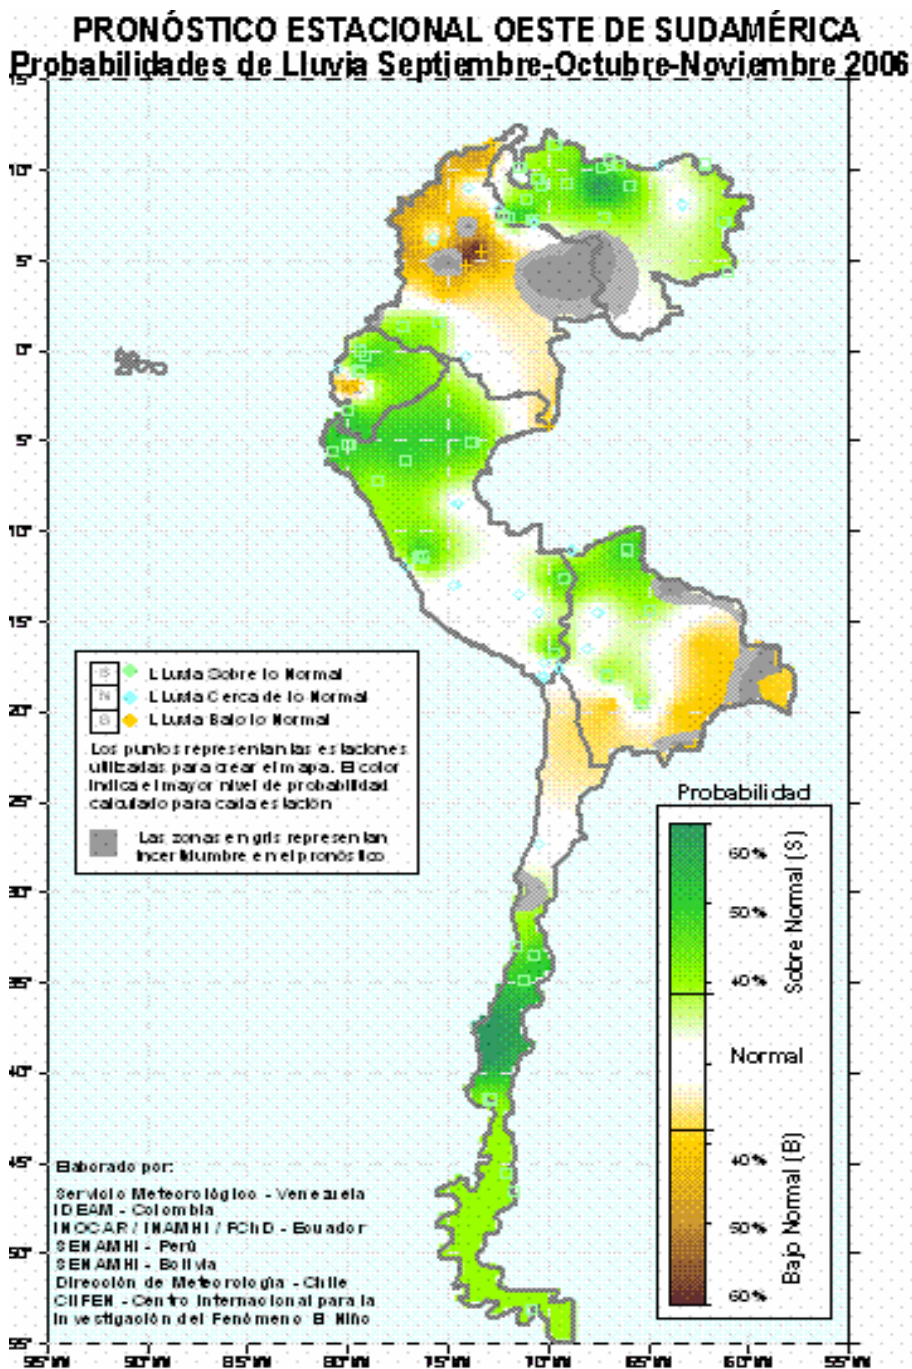 PRONÓSTICO ESTACIONAL OESTE DE SUDAMÉRICA
Probabilidades de Lluvia Septiembre-Octubre-Noviembre 2006
15°
10°
5°
0°
5°
10°
15°
20°
25°
30°
35°
40°
45°
50°
55°
S LLuvia Sobre lo Normal
N LLuvia Cerca de lo Normal
LLuvia Bajo lo Normal
Los puntos representan las estaciones
utilizadas para crear el mapa. El color
indica el mayor nivel de probabilidad
calculado para cada estación
Las zonas en gris representan
incertidumbre en el pronóstico
Probabilidad
60%
50%
40%
Sobre Normal (S)
Normal
40%
50%
60%
Bajo Normal (B)
Elaborado por:
Servicio Meteorológico - Venezuela
IDEAM - Colombia
INOCAR / INAMHI / FChD - Ecuador
SENAMHI - Perú
SENAMHI - Bolivia
Dirección de Meteorología - Chile
CIIFEN - Centro Internacional para la
Investigación del Fenómeno El Niño
95°W 90°W 85°W 80°W 75°W 70°W 65°W 60°W 55°W